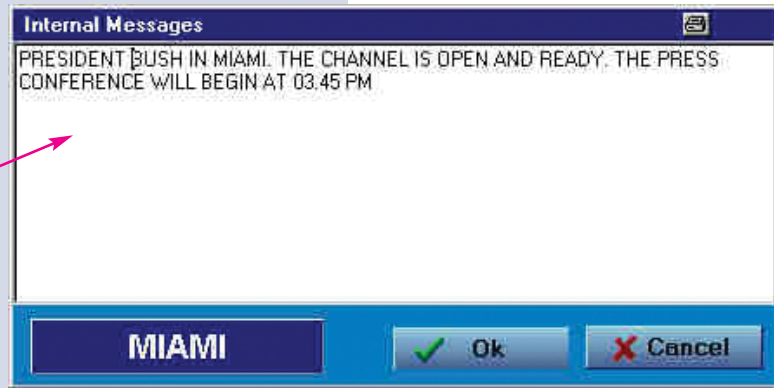 Internal Messages
PRESIDENT BUSH IN MIAMI. THE CHANNEL IS OPEN AND READY. THE PRESS
CONFERENCE WILL BEGIN AT 03.45 PM
MIAMI
Ok
Cancel